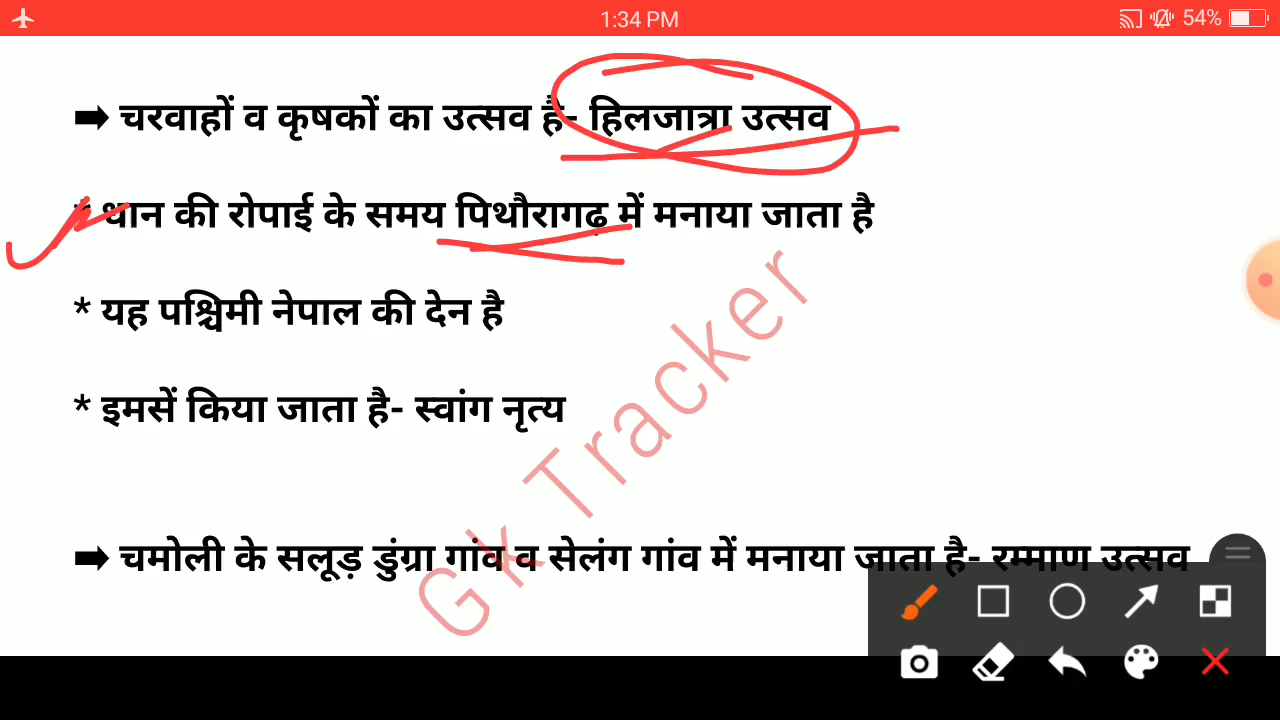 1:34 PM
54%
➡ चरवाहों व कृषकों का उत्सव है- हिलजात्रा उत्सव
* धान की रोपाई के समय पिथौरागढ़ में मनाया जाता है
* यह पश्चिमी नेपाल की देन है
* इमसें किया जाता है- स्वांग नृत्य
➡ चमोली के सलूड़ डुंग्रा गांव व सेलंग गांव में मनाया जाता है- रम्माण उत्सव
Gk Tracker